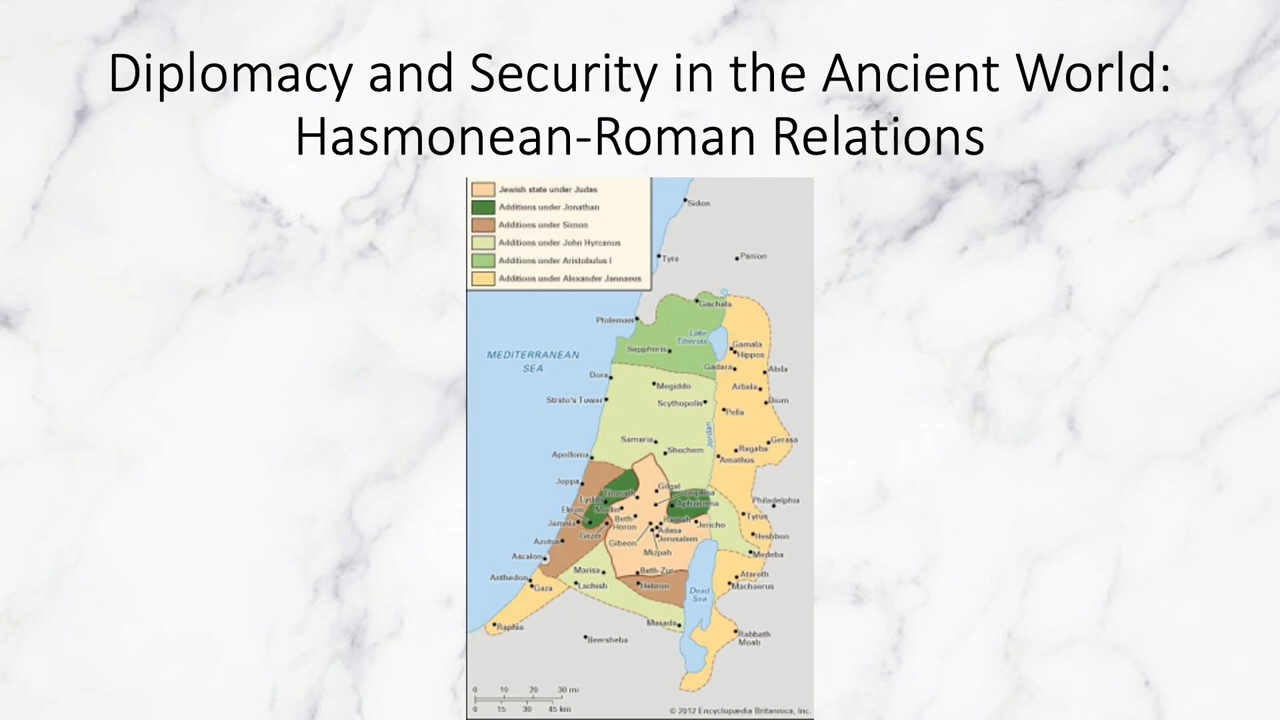 Diplomacy and Security in the Ancient World:
Hasmonean-Roman Relations
Jewish state under Judas
Additions under Jonathan
Additions under Simon
Additions under John Hyrcanus
Additions under Aristobulus I
Additions under Alexander Jannaeus
Sidon
Tyre
Panion
Gischala
Ptolemais
Lake
Tiberias
Sepphoris
Gamala
Hippos
MEDITERRANEAN
SEA
Gadara
Abila
Dora
Megiddo
Arbela
Strato's Tower
Scythopolis
Dium
Pella
Jordan
Samaria
Shechem
Gerasa
Ragaba
Apollonia
Amathus
Joppa
Gilgal
Lydda
Philadelphia
Modin
Tyrus
Jamnia
Beth
Horon
Jericho
Adasa
Gazer
Jerusalem
Heshbon
Azotus
Gibeon
Mizpah
Medeba
Ascalon
Marisa
Beth-Zur
Ataroth
Anthedon
Gaza
Lachish
Hebron
Machaerus
Dead
Sea
Raphia
Masada
Rabbath
Moab
Beersheba
0 10 20 30 mi
0 15 30 45 km
© 2012 Encyclopædia Britannica, Inc.